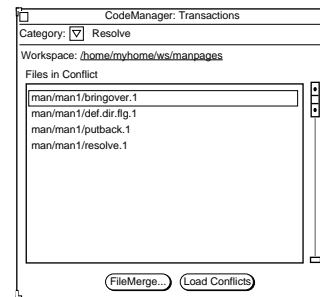 CodeManager: Transactions
Category: Resolve
Workspace: /home/myhome/ws/manpages
Files in Conflict
man/man1/bringover.1
man/man1/def.dir.flg.1
man/man1/putback.1
man/man1/resolve.1
FileMerge... Load Conflicts